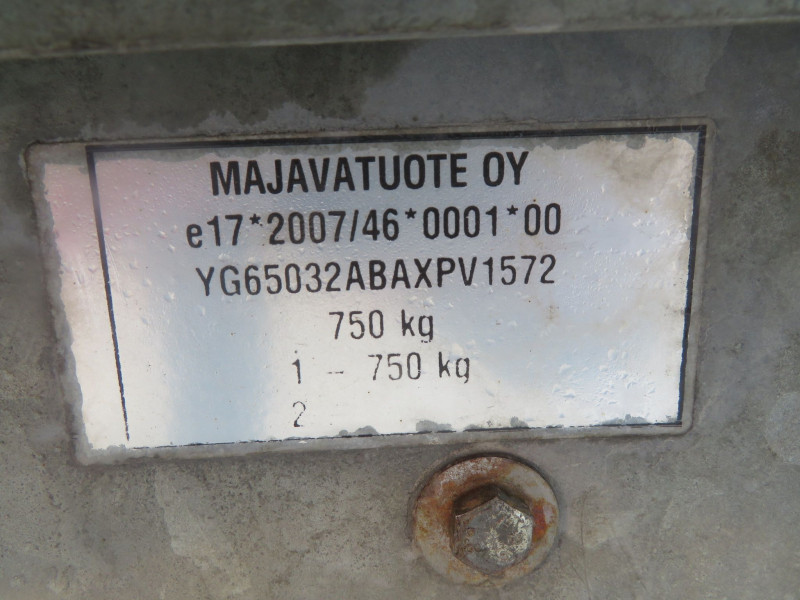 MAJAVATUOTE OY
e17*2007/46*0001*00
YG65032ABAXPV1572
750 kg
1 - 750 kg
2